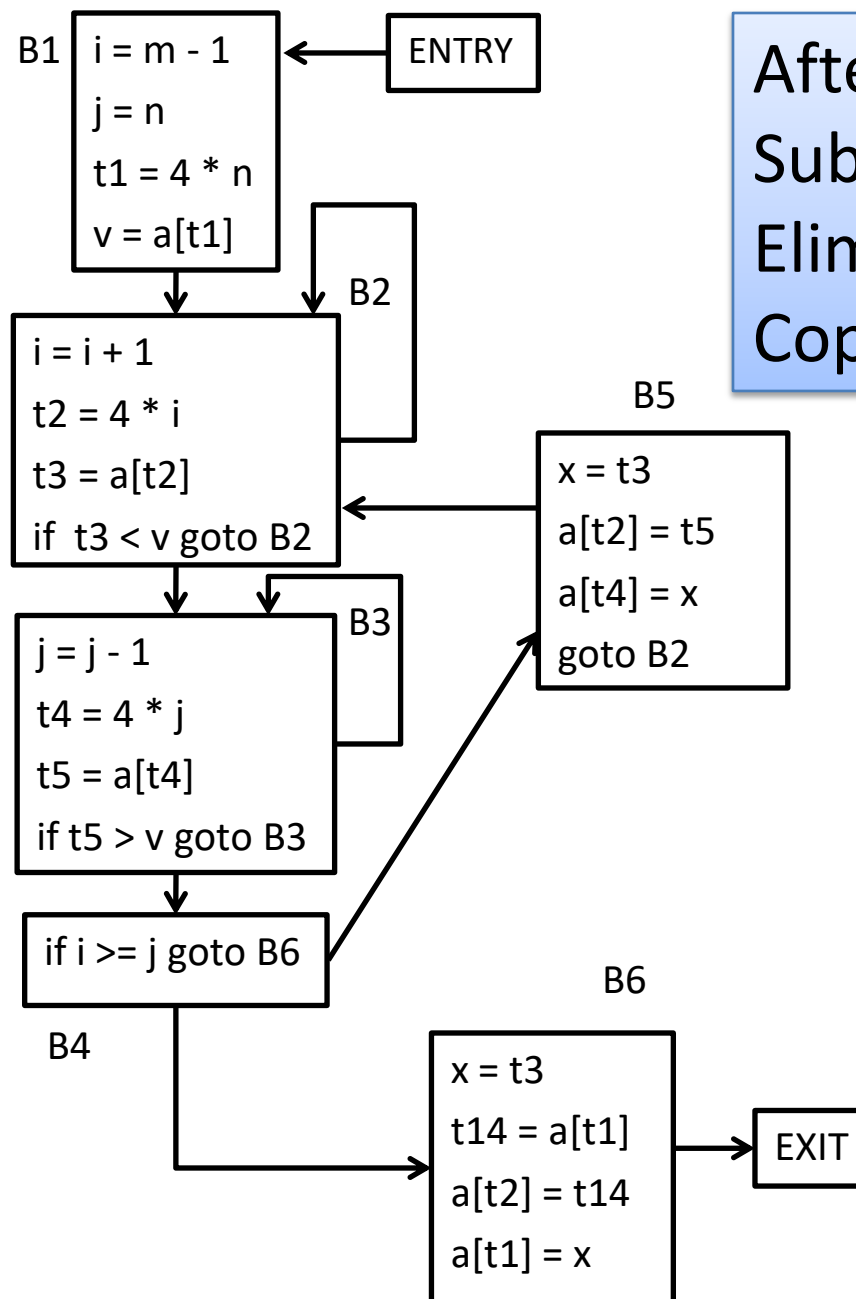 B1
i = m - 1
j = n
t1 = 4 * n
v = a[t1]
ENTRY
B2
i = i + 1
t2 = 4 * i
t3 = a[t2]
if t3 < v goto B2
B5
x = t3
a[t2] = t5
a[t4] = x
goto B2
B3
j = j - 1
t4 = 4 * j
t5 = a[t4]
if t5 > v goto B3
if i >= j goto B6
B4
B6
x = t3
t14 = a[t1]
a[t2] = t14
a[t1] = x
EXIT